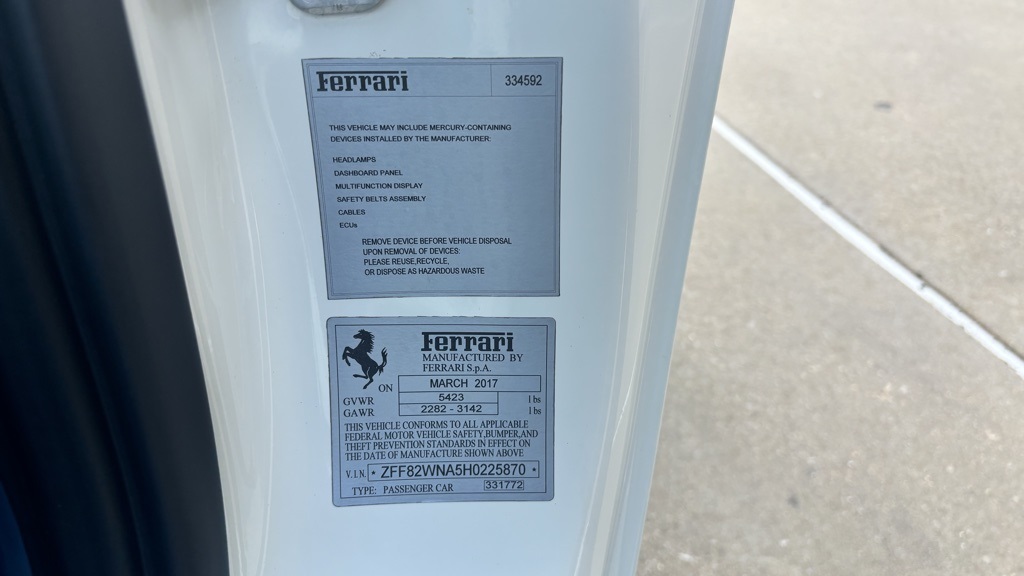 Ferrari 334592
THIS VEHICLE MAY INCLUDE MERCURY-CONTAINING
DEVICES INSTALLED BY THE MANUFACTURER:
HEADLAMPS
DASHBOARD PANEL
MULTIFUNCTION DISPLAY
SAFETY BELTS ASSEMBLY
CABLES
ECUs
REMOVE DEVICE BEFORE VEHICLE DISPOSAL
UPON REMOVAL OF DEVICES:
PLEASE REUSE,RECYCLE,
OR DISPOSE AS HAZARDOUS WASTE
Ferrari
MANUFACTURED BY
FERRARI S.p.A.
ON MARCH 2017
GVWR 5423 lbs
GAWR 2282 - 3142 lbs
THIS VEHICLE CONFORMS TO ALL APPLICABLE
FEDERAL MOTOR VEHICLE SAFETY,BUMPER,AND
THEFT PREVENTION STANDARDS IN EFFECT ON
THE DATE OF MANUFACTURE SHOWN ABOVE
V.I.N. * ZFF82WNA5H0225870 *
TYPE: PASSENGER CAR 331772